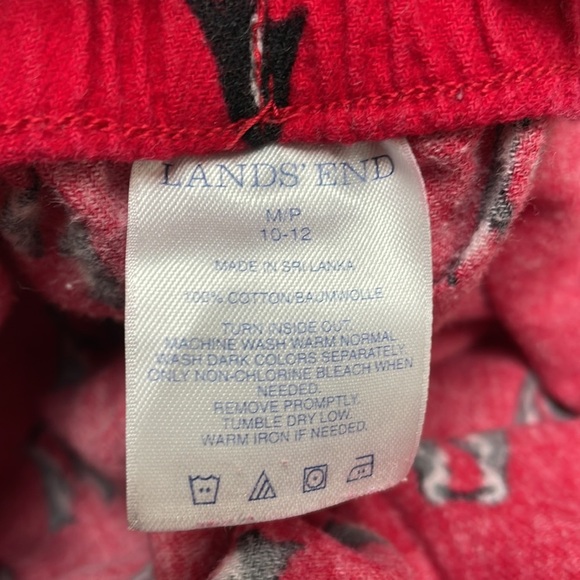 LANDS' END
M/P
10-12
MADE IN SRI LANKA
100% COTTON/BAUMWOLLE
TURN INSIDE OUT.
MACHINE WASH WARM NORMAL
WASH DARK COLORS SEPARATELY.
ONLY NON-CHLORINE BLEACH WHEN
NEEDED.
REMOVE PROMPTLY.
TUMBLE DRY LOW.
WARM IRON IF NEEDED.